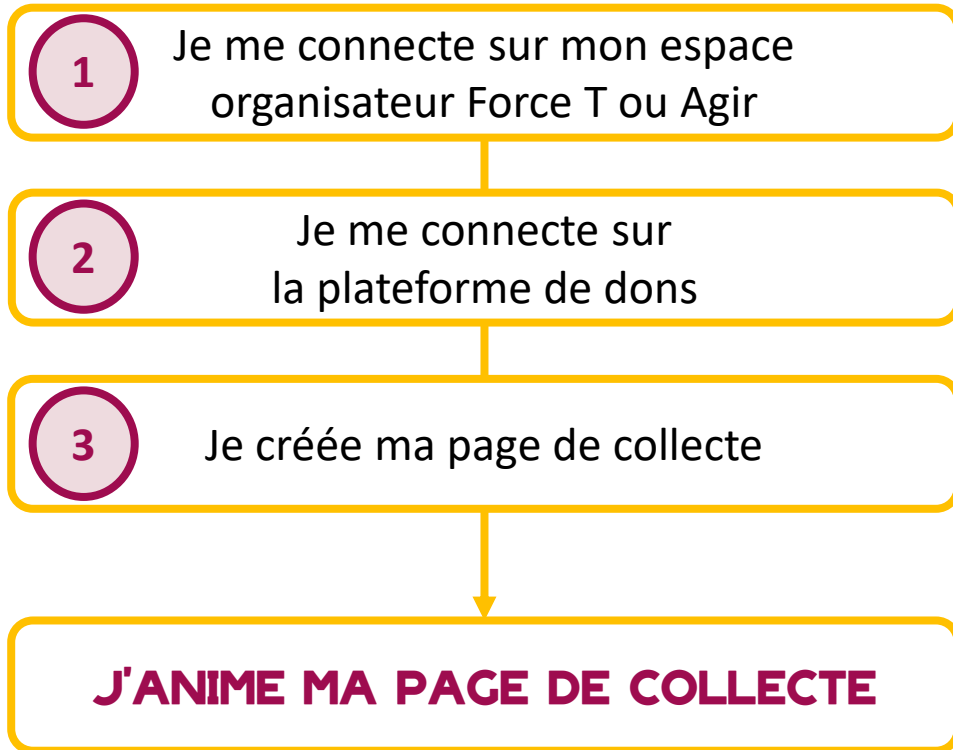 1
Je me connecte sur mon espace
organisateur Force T ou Agir
2
Je me connecte sur
la plateforme de dons
3
Je créée ma page de collecte
J'ANIME MA PAGE DE COLLECTE